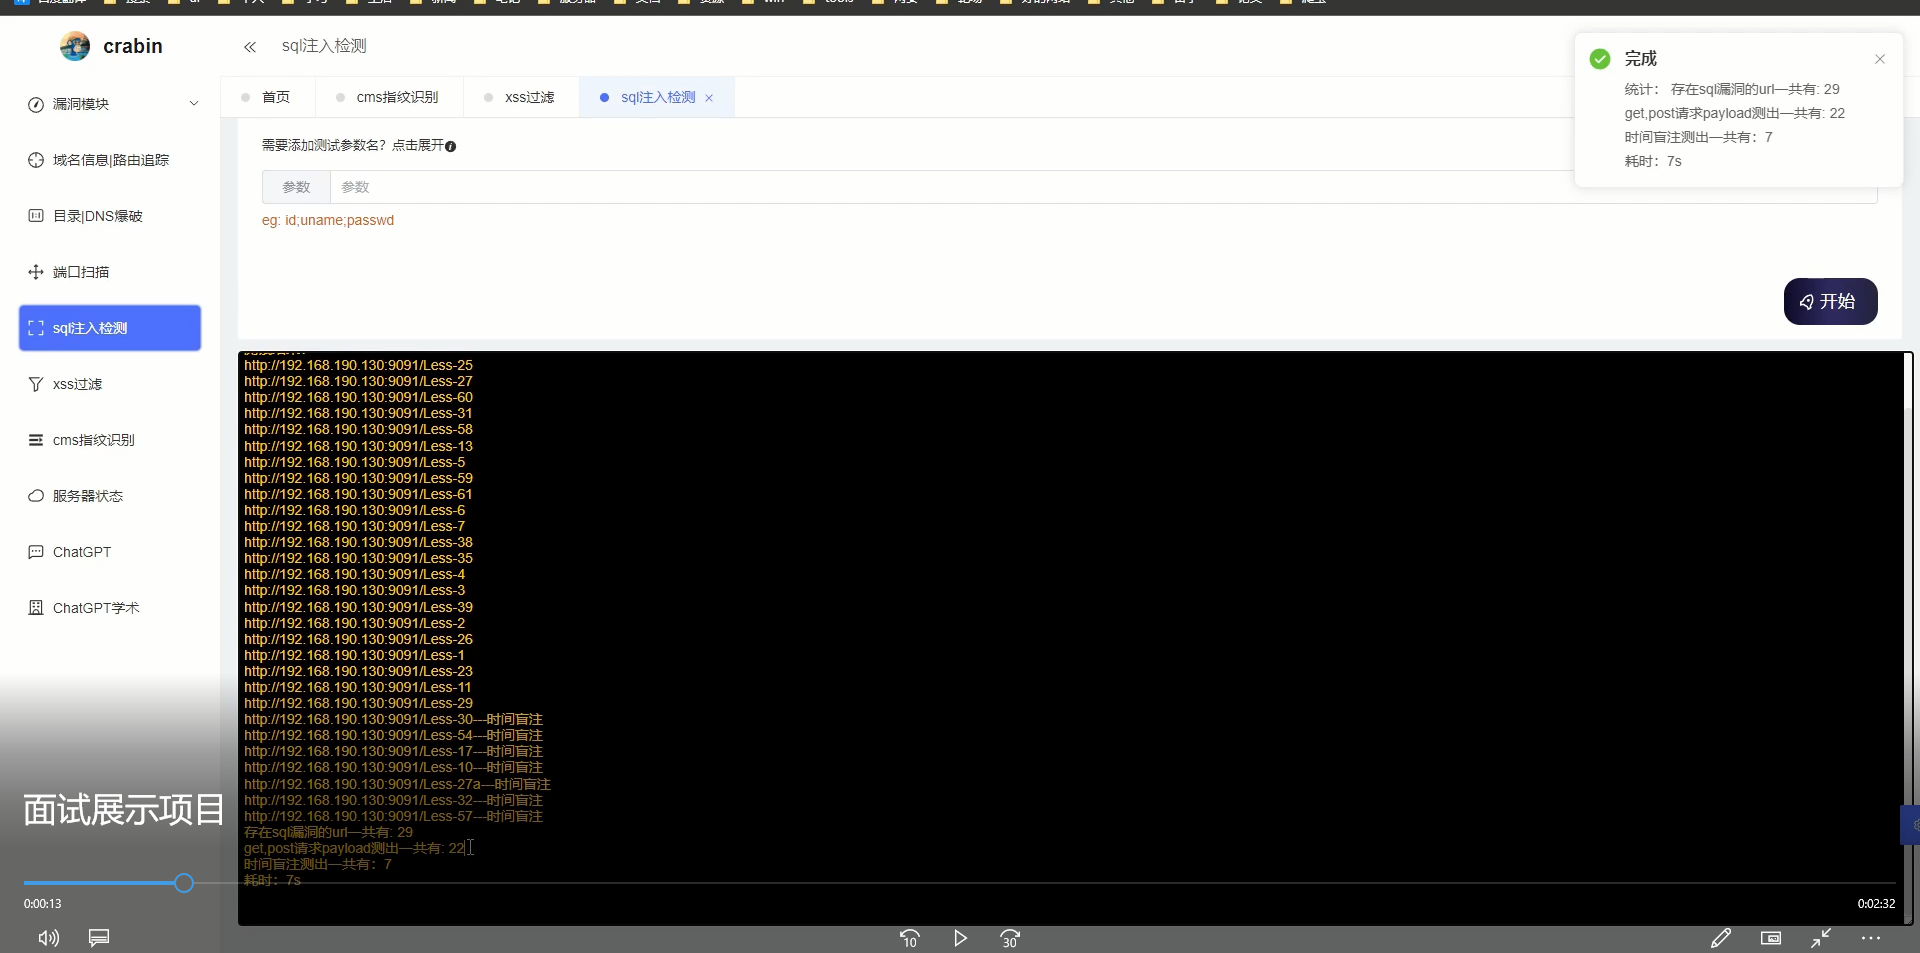 crabin
sql注入检测
首页
cms指纹识别
xss过滤
sql注入检测
完成
统计： 存在sql漏洞的url—共有: 29
get,post请求payload测出—共有: 22
时间盲注测出—共有：7
耗时：7s
漏洞模块
域名信息|路由追踪
目录|DNS爆破
端口扫描
sql注入检测
xss过滤
cms指纹识别
服务器状态
ChatGPT
ChatGPT学术
需要添加测试参数名？点击展开
参数 参数
eg: id;uname;passwd
开始
http://192.168.190.130:9091/Less-25
http://192.168.190.130:9091/Less-27
http://192.168.190.130:9091/Less-60
http://192.168.190.130:9091/Less-31
http://192.168.190.130:9091/Less-58
http://192.168.190.130:9091/Less-13
http://192.168.190.130:9091/Less-5
http://192.168.190.130:9091/Less-59
http://192.168.190.130:9091/Less-61
http://192.168.190.130:9091/Less-6
http://192.168.190.130:9091/Less-7
http://192.168.190.130:9091/Less-38
http://192.168.190.130:9091/Less-35
http://192.168.190.130:9091/Less-4
http://192.168.190.130:9091/Less-3
http://192.168.190.130:9091/Less-39
http://192.168.190.130:9091/Less-2
http://192.168.190.130:9091/Less-26
http://192.168.190.130:9091/Less-1
http://192.168.190.130:9091/Less-23
http://192.168.190.130:9091/Less-11
http://192.168.190.130:9091/Less-29
http://192.168.190.130:9091/Less-30---时间盲注
http://192.168.190.130:9091/Less-54---时间盲注
http://192.168.190.130:9091/Less-17---时间盲注
http://192.168.190.130:9091/Less-10---时间盲注
http://192.168.190.130:9091/Less-27a---时间盲注
http://192.168.190.130:9091/Less-32---时间盲注
http://192.168.190.130:9091/Less-57---时间盲注
存在sql漏洞的url—共有: 29
get,post请求payload测出—共有: 22
时间盲注测出—共有：7
耗时：7s
面试展示项目
0:00:13
0:02:32
10
30